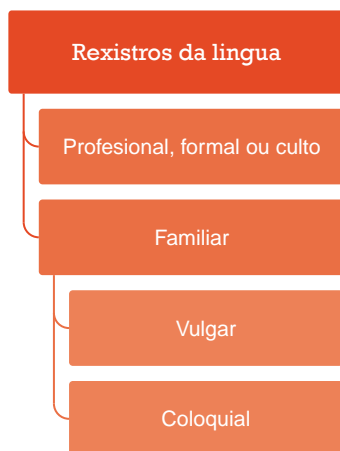 Rexistros da lingua
Profesional, formal ou culto
Familiar
Vulgar
Coloquial